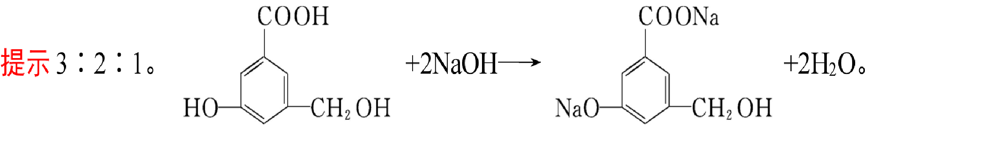 COOH COONa
提示 3∶2∶1。 +2NaOH⟶ +2H₂O。
HO CH₂OH NaO CH₂OH